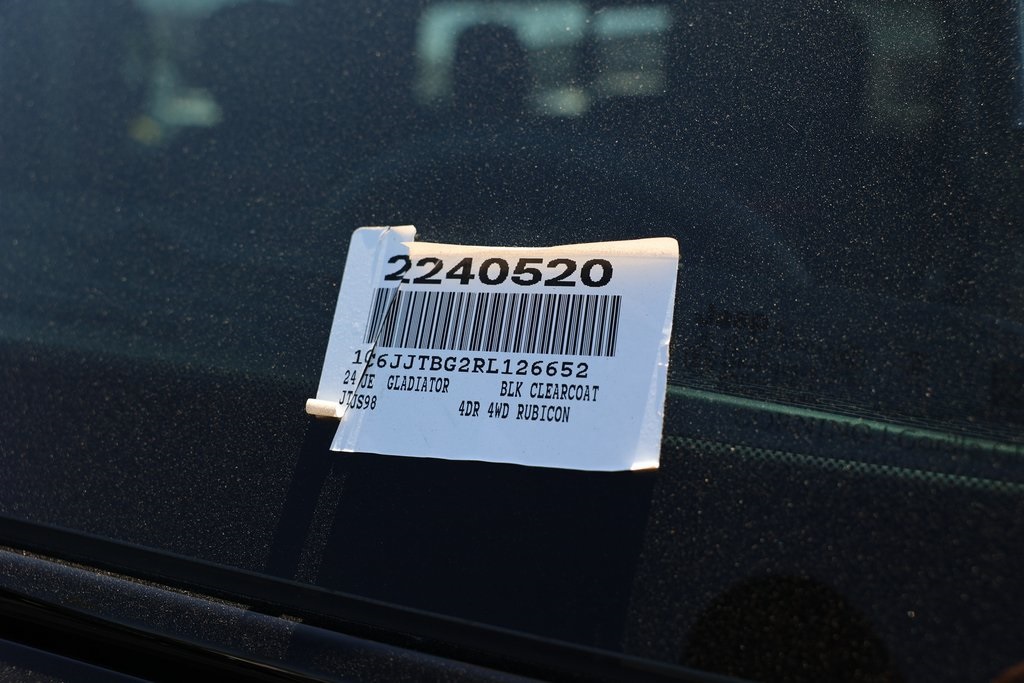 2240520
1C6JJTBG2RL126652
24 JE GLADIATOR BLK CLEARCOAT
JTJS98 4DR 4WD RUBICON